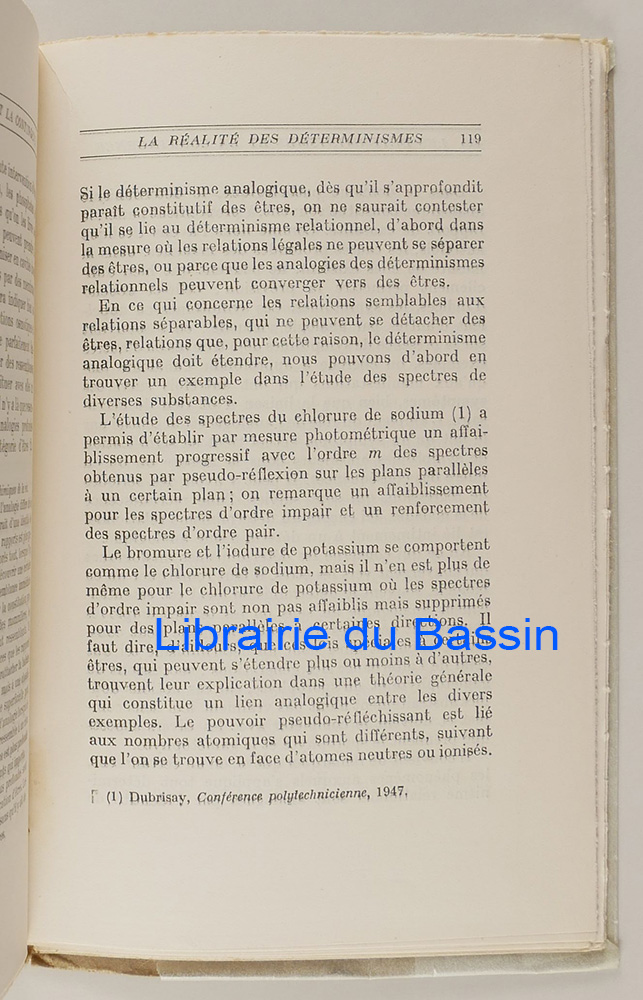 LA RÉALITÉ DES DÉTERMINISMES 119
Si le déterminisme analogique, dès qu'il s'approfondit
paraît constitutif des êtres, on ne saurait contester
qu'il se lie au déterminisme relationnel, d'abord dans
la mesure où les relations légales ne peuvent se séparer
des êtres, ou parce que les analogies des déterminismes
relationnels peuvent converger vers des êtres.
En ce qui concerne les relations semblables aux
relations séparables, qui ne peuvent se détacher des
êtres, relations que, pour cette raison, le déterminisme
analogique doit étendre, nous pouvons d'abord en
trouver un exemple dans l'étude des spectres de
diverses substances.
L'étude des spectres du chlorure de sodium (1) a
permis d'établir par mesure photométrique un affai-
blissement progressif avec l'ordre m des spectres
obtenus par pseudo-réflexion sur les plans parallèles
à un certain plan ; on remarque un affaiblissement
pour les spectres d'ordre impair et un renforcement
des spectres d'ordre pair.
Le bromure et l'iodure de potassium se comportent
comme le chlorure de sodium, mais il n'en est plus de
même pour le chlorure de potassium où les spectres
d'ordre impair sont non pas affaiblis mais supprimés
pour des plans parallèles à certaines directions. Il
Librairie du Bassin
faut dire, d'ailleurs, que ces lois spéciales à certains
êtres, qui peuvent s'étendre plus ou moins à d'autres,
trouvent leur explication dans une théorie générale
qui constitue un lien analogique entre les divers
exemples. Le pouvoir pseudo-réfléchissant est lié
aux nombres atomiques qui sont différents, suivant
que l'on se trouve en face d'atomes neutres ou ionisés.
(1) Dubrisay, Conférence polytechnicienne, 1947.